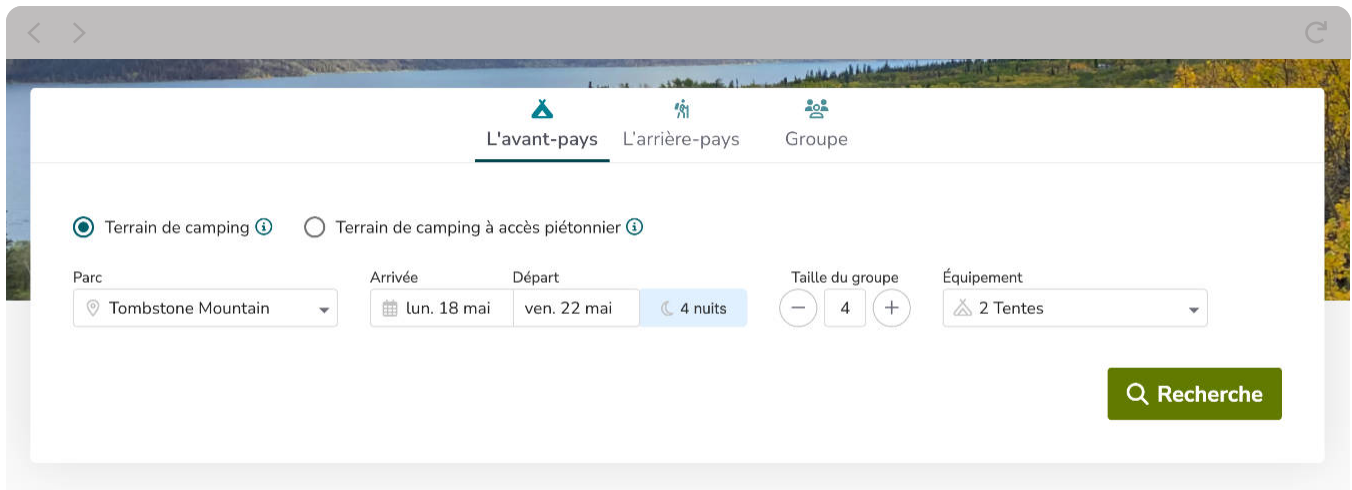 L'avant-pays L'arrière-pays Groupe
Terrain de camping Terrain de camping à accès piétonnier
Parc Arrivée Départ Taille du groupe Équipement
Tombstone Mountain lun. 18 mai ven. 22 mai 4 nuits 4 2 Tentes
Recherche